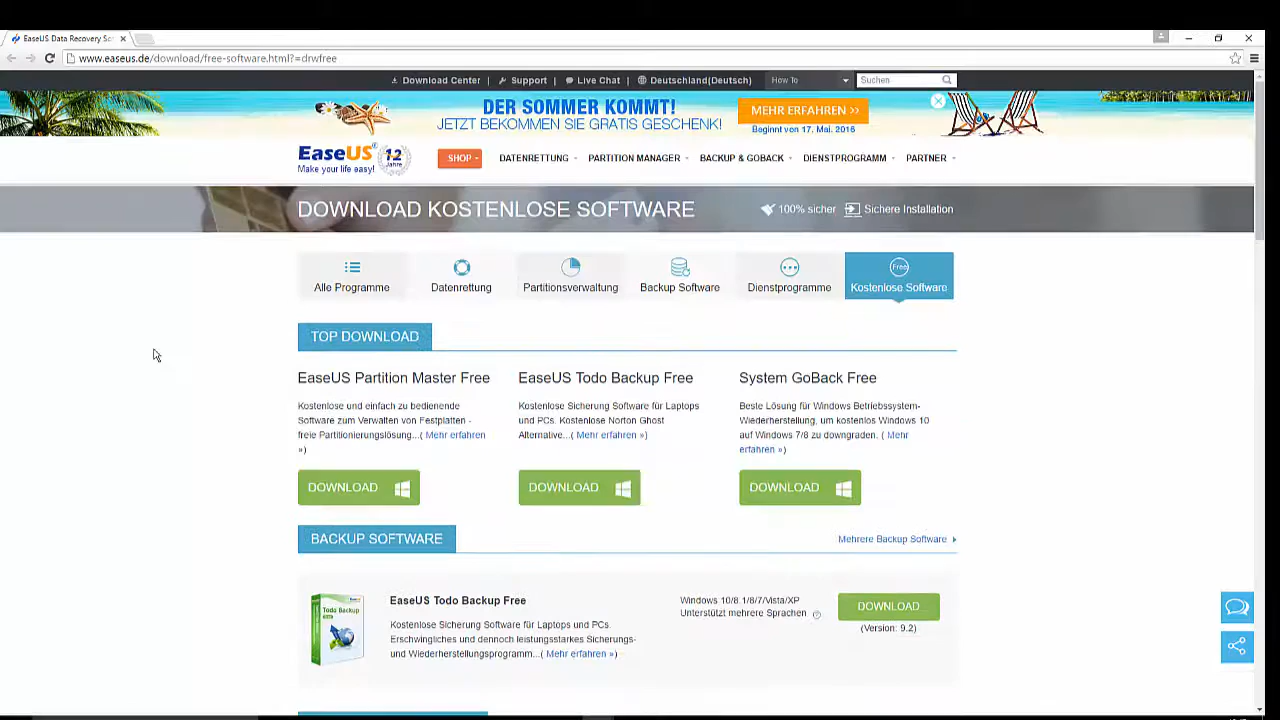 EaseUS Data Recovery So
www.easeus.de/download/free-software.html?=drwfree
Download Center | Support | Live Chat | Deutschland(Deutsch) How To Suchen
DER SOMMER KOMMT!
JETZT BEKOMMEN SIE GRATIS GESCHENK!
MEHR ERFAHREN >>
Beginnt von 17. Mai. 2016
EaseUS®
Make your life easy!
12
Jahre
SHOP DATENRETTUNG PARTITION MANAGER BACKUP & GOBACK DIENSTPROGRAMM PARTNER
DOWNLOAD KOSTENLOSE SOFTWARE
100% sicher Sichere Installation
Free
Alle Programme Datenrettung Partitionsverwaltung Backup Software Dienstprogramme Kostenlose Software
TOP DOWNLOAD
EaseUS Partition Master Free
Kostenlose und einfach zu bedienende
Software zum Verwalten von Festplatten -
freie Partitionierungslösung...( Mehr erfahren
»)
DOWNLOAD
EaseUS Todo Backup Free
Kostenlose Sicherung Software für Laptops
und PCs. Kostenlose Norton Ghost
Alternative...( Mehr erfahren »)
DOWNLOAD
System GoBack Free
Beste Lösung für Windows Betriebssystem-
Wiederherstellung, um kostenlos Windows 10
auf Windows 7/8 zu downgraden. ( Mehr
erfahren »)
DOWNLOAD
BACKUP SOFTWARE
Mehrere Backup Software
Todo Backup
EaseUS Todo Backup Free
Kostenlose Sicherung Software für Laptops und PCs.
Erschwingliches und dennoch leistungsstarkes Sicherungs-
und Wiederherstellungsprogramm...( Mehr erfahren »)
Windows 10/8.1/8/7/Vista/XP
Unterstützt mehrere Sprachen
DOWNLOAD
(Version: 9.2)